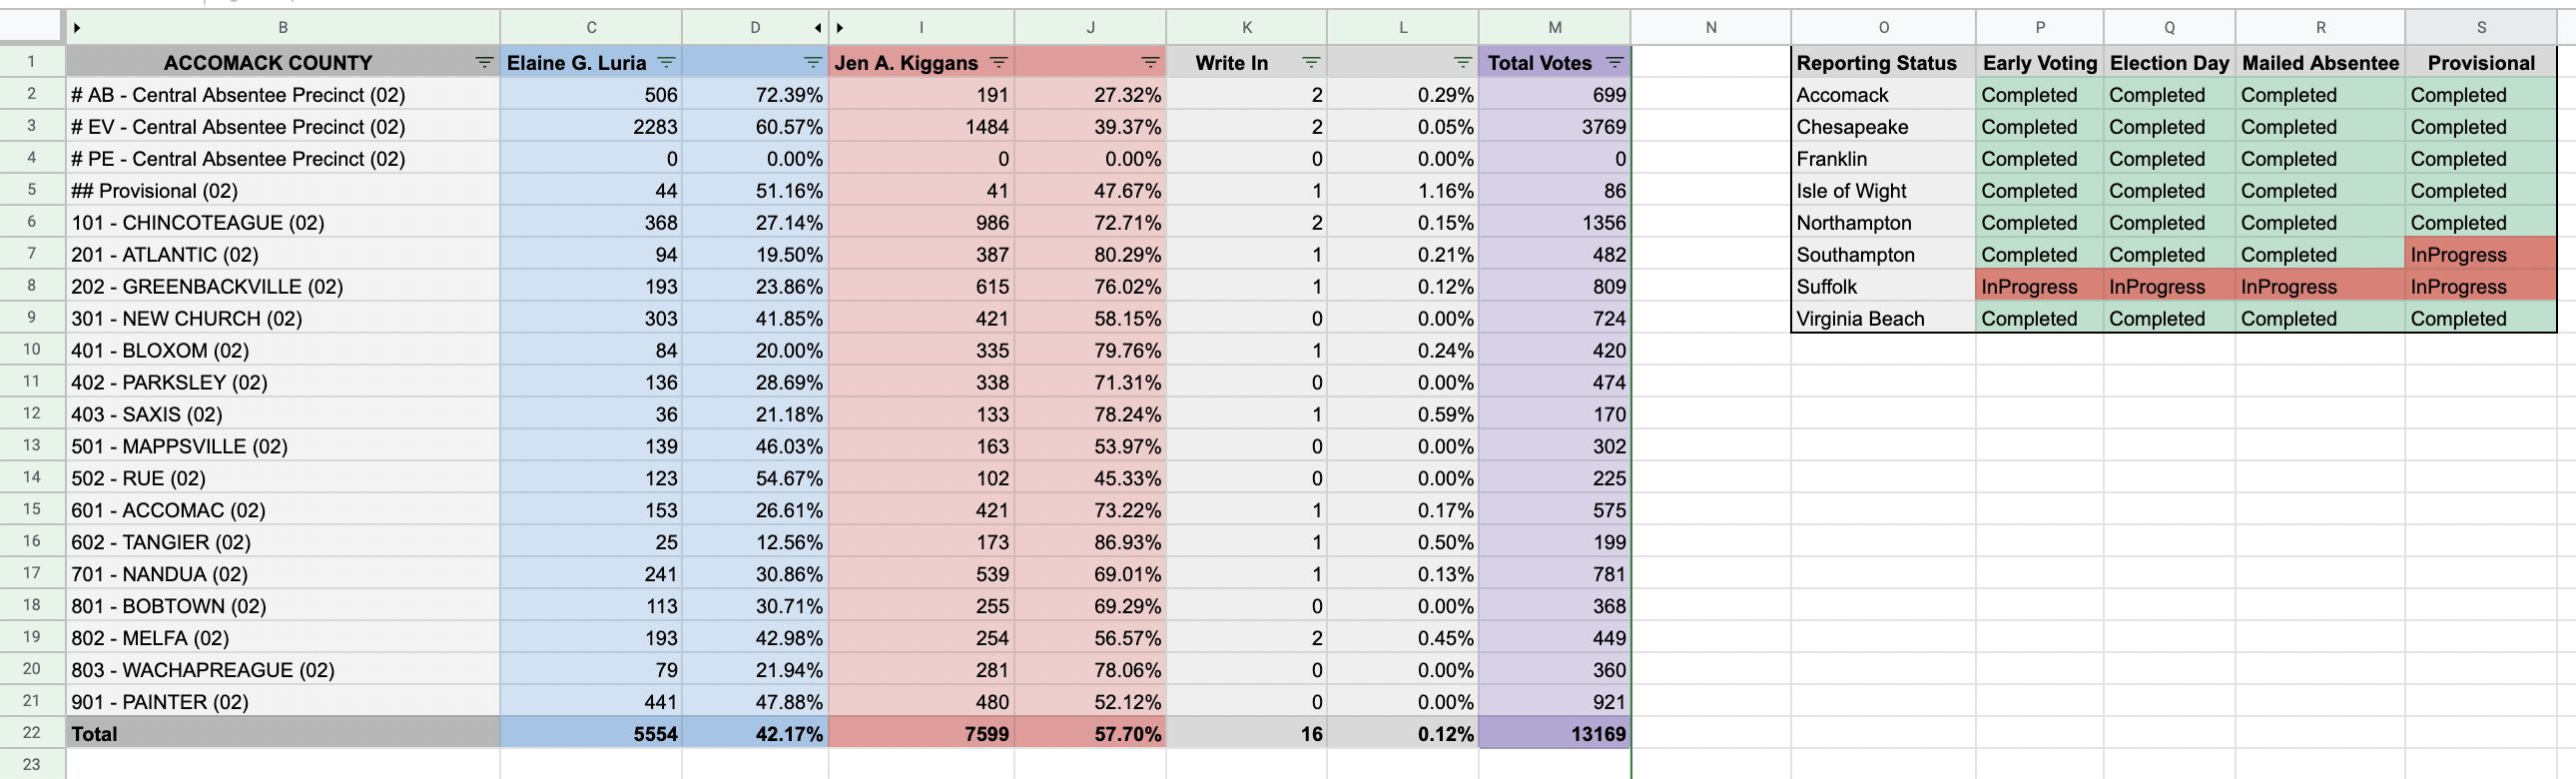 B C D I J K L M N O P Q R S
1 ACCOMACK COUNTY Elaine G. Luria Jen A. Kiggans Write In Total Votes Reporting Status Early Voting Election Day Mailed Absentee Provisional
2 # AB - Central Absentee Precinct (02) 506 72.39% 191 27.32% 2 0.29% 699 Accomack Completed Completed Completed Completed
3 # EV - Central Absentee Precinct (02) 2283 60.57% 1484 39.37% 2 0.05% 3769 Chesapeake Completed Completed Completed Completed
4 # PE - Central Absentee Precinct (02) 0 0.00% 0 0.00% 0 0.00% 0 Franklin Completed Completed Completed Completed
5 ## Provisional (02) 44 51.16% 41 47.67% 1 1.16% 86 Isle of Wight Completed Completed Completed Completed
6 101 - CHINCOTEAGUE (02) 368 27.14% 986 72.71% 2 0.15% 1356 Northampton Completed Completed Completed Completed
7 201 - ATLANTIC (02) 94 19.50% 387 80.29% 1 0.21% 482 Southampton Completed Completed Completed InProgress
8 202 - GREENBACKVILLE (02) 193 23.86% 615 76.02% 1 0.12% 809 Suffolk InProgress InProgress InProgress InProgress
9 301 - NEW CHURCH (02) 303 41.85% 421 58.15% 0 0.00% 724 Virginia Beach Completed Completed Completed Completed
10 401 - BLOXOM (02) 84 20.00% 335 79.76% 1 0.24% 420
11 402 - PARKSLEY (02) 136 28.69% 338 71.31% 0 0.00% 474
12 403 - SAXIS (02) 36 21.18% 133 78.24% 1 0.59% 170
13 501 - MAPPSVILLE (02) 139 46.03% 163 53.97% 0 0.00% 302
14 502 - RUE (02) 123 54.67% 102 45.33% 0 0.00% 225
15 601 - ACCOMAC (02) 153 26.61% 421 73.22% 1 0.17% 575
16 602 - TANGIER (02) 25 12.56% 173 86.93% 1 0.50% 199
17 701 - NANDUA (02) 241 30.86% 539 69.01% 1 0.13% 781
18 801 - BOBTOWN (02) 113 30.71% 255 69.29% 0 0.00% 368
19 802 - MELFA (02) 193 42.98% 254 56.57% 2 0.45% 449
20 803 - WACHAPREAGUE (02) 79 21.94% 281 78.06% 0 0.00% 360
21 901 - PAINTER (02) 441 47.88% 480 52.12% 0 0.00% 921
22 Total 5554 42.17% 7599 57.70% 16 0.12% 13169
23